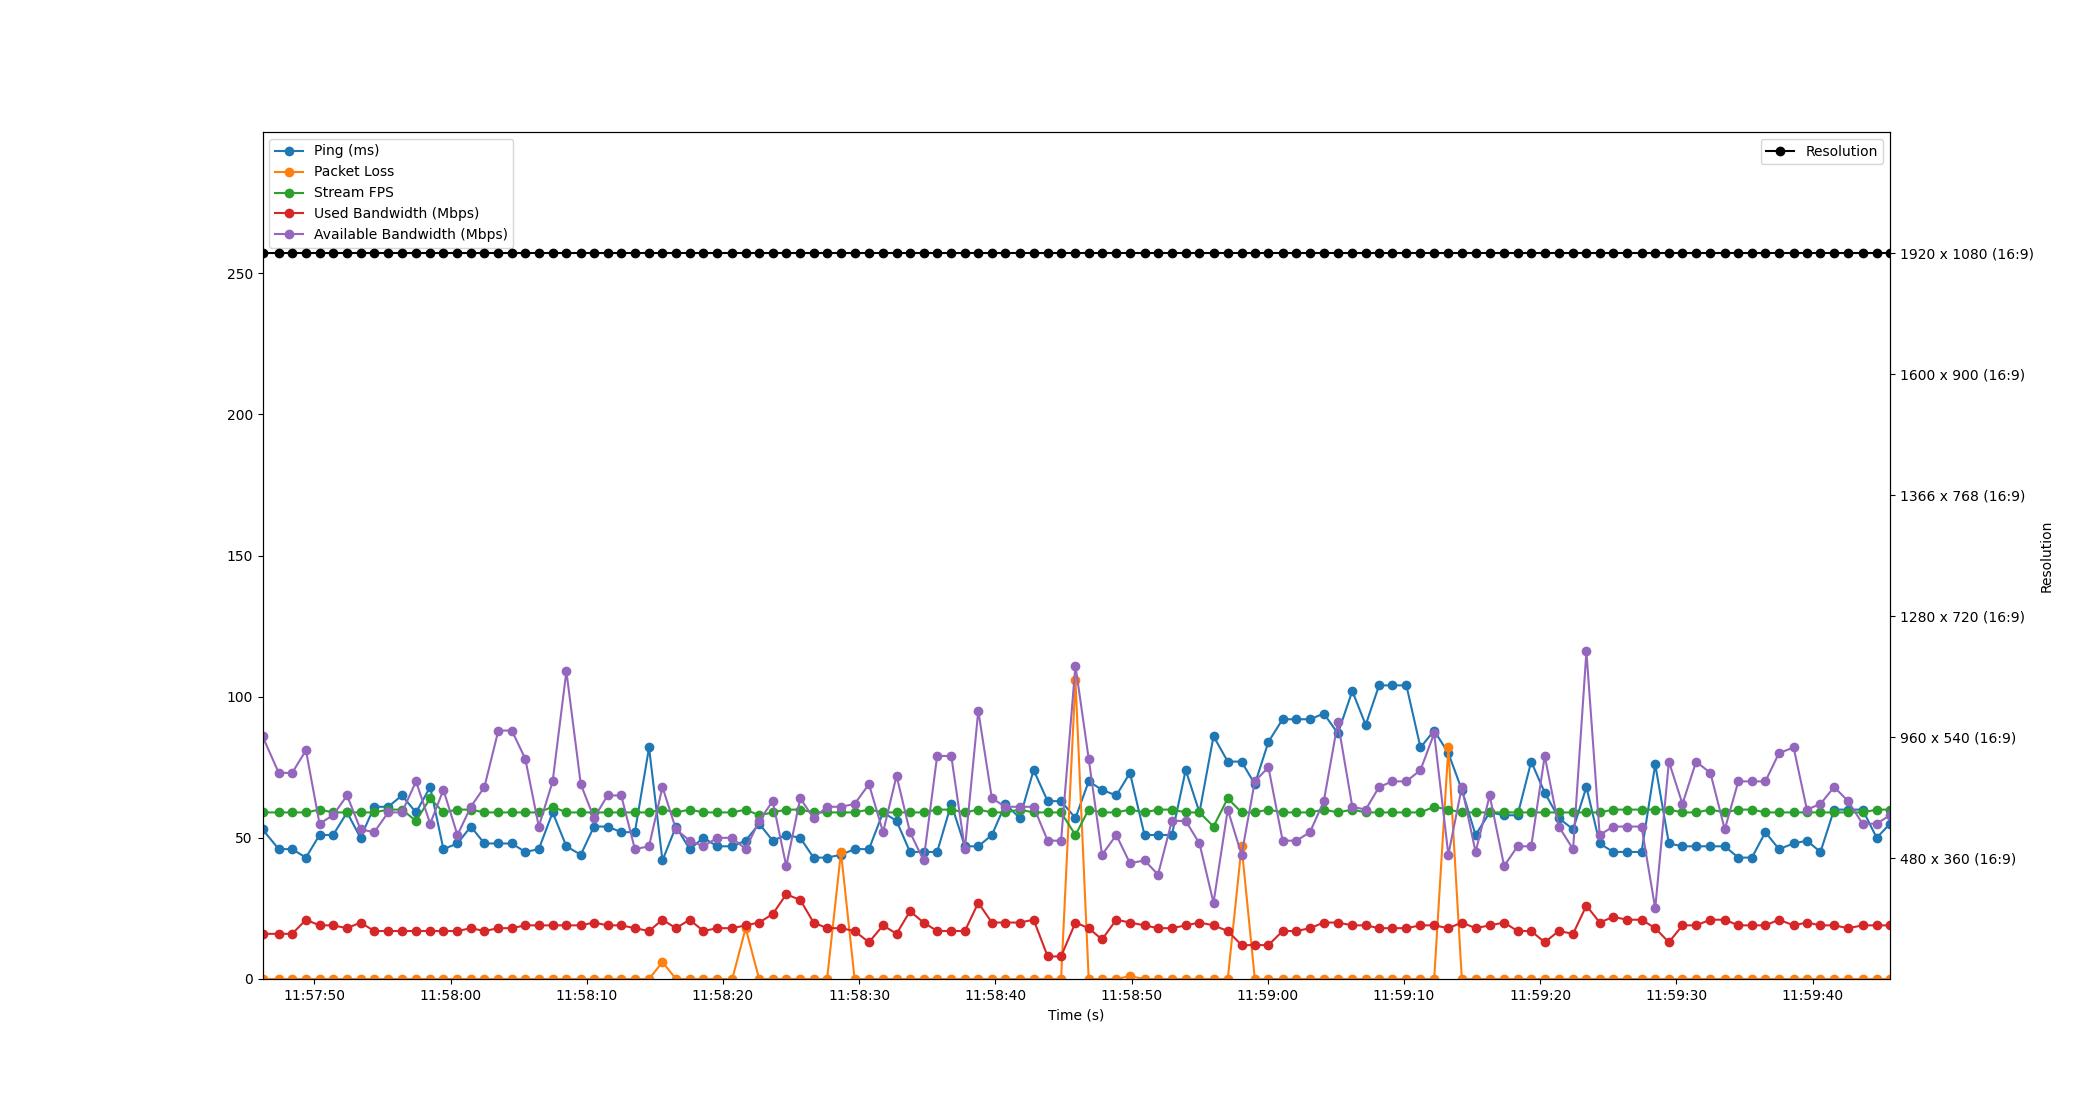 Ping (ms)
Packet Loss
Stream FPS
Used Bandwidth (Mbps)
Available Bandwidth (Mbps)
Resolution
250
200
150
100
50
0
1920 x 1080 (16:9)
1600 x 900 (16:9)
1366 x 768 (16:9)
1280 x 720 (16:9)
960 x 540 (16:9)
480 x 360 (16:9)
Resolution
11:57:50 11:58:00 11:58:10 11:58:20 11:58:30 11:58:40 11:58:50 11:59:00 11:59:10 11:59:20 11:59:30 11:59:40
Time (s)